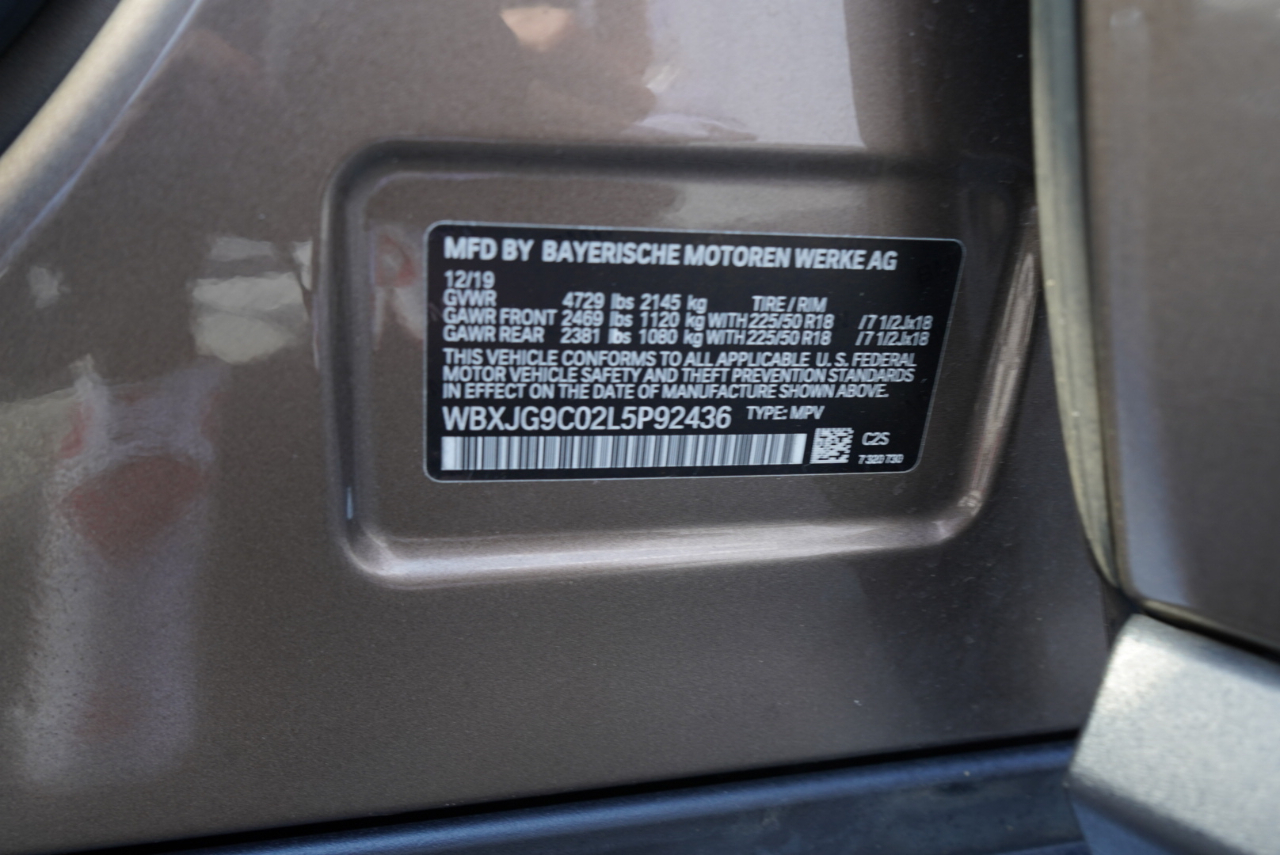 MFD BY BAYERISCHE MOTOREN WERKE AG
12/19
GVWR 4729 lbs 2145 kg TIRE / RIM
GAWR FRONT 2469 lbs 1120 kg WITH 225/50 R18 /7 1/2Jx18
GAWR REAR 2381 lbs 1080 kg WITH 225/50 R18 /7 1/2Jx18
THIS VEHICLE CONFORMS TO ALL APPLICABLE U.S. FEDERAL
MOTOR VEHICLE SAFETY AND THEFT PREVENTION STANDARDS
IN EFFECT ON THE DATE OF MANUFACTURE SHOWN ABOVE.
WBXJG9C02L5P92436 TYPE: MPV
C2S
7 320 730